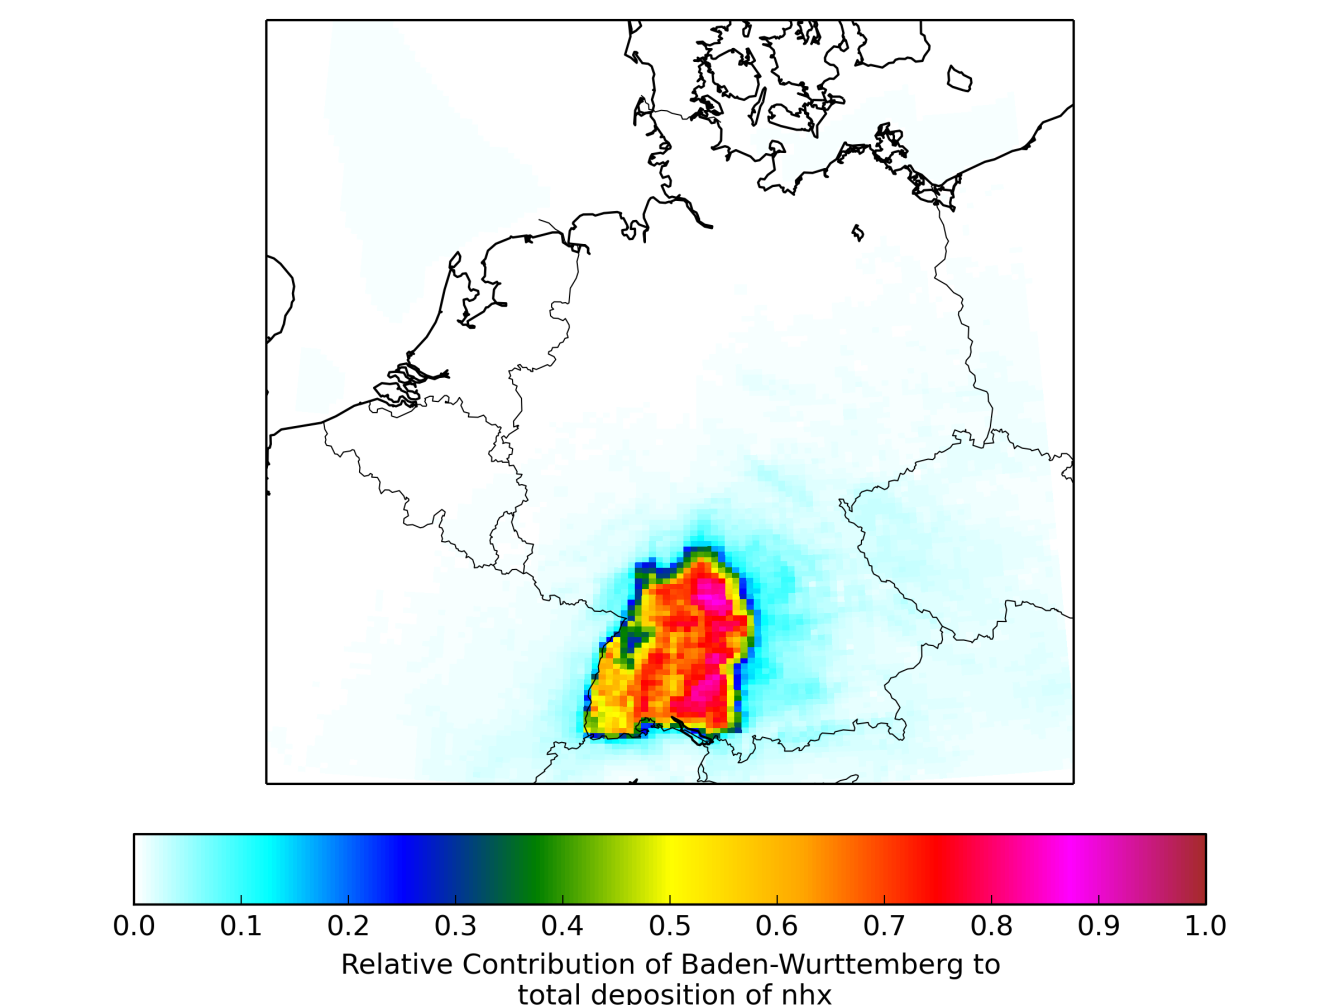 0.0 0.1 0.2 0.3 0.4 0.5 0.6 0.7 0.8 0.9 1.0
Relative Contribution of Baden-Wurttemberg to
total deposition of nhx